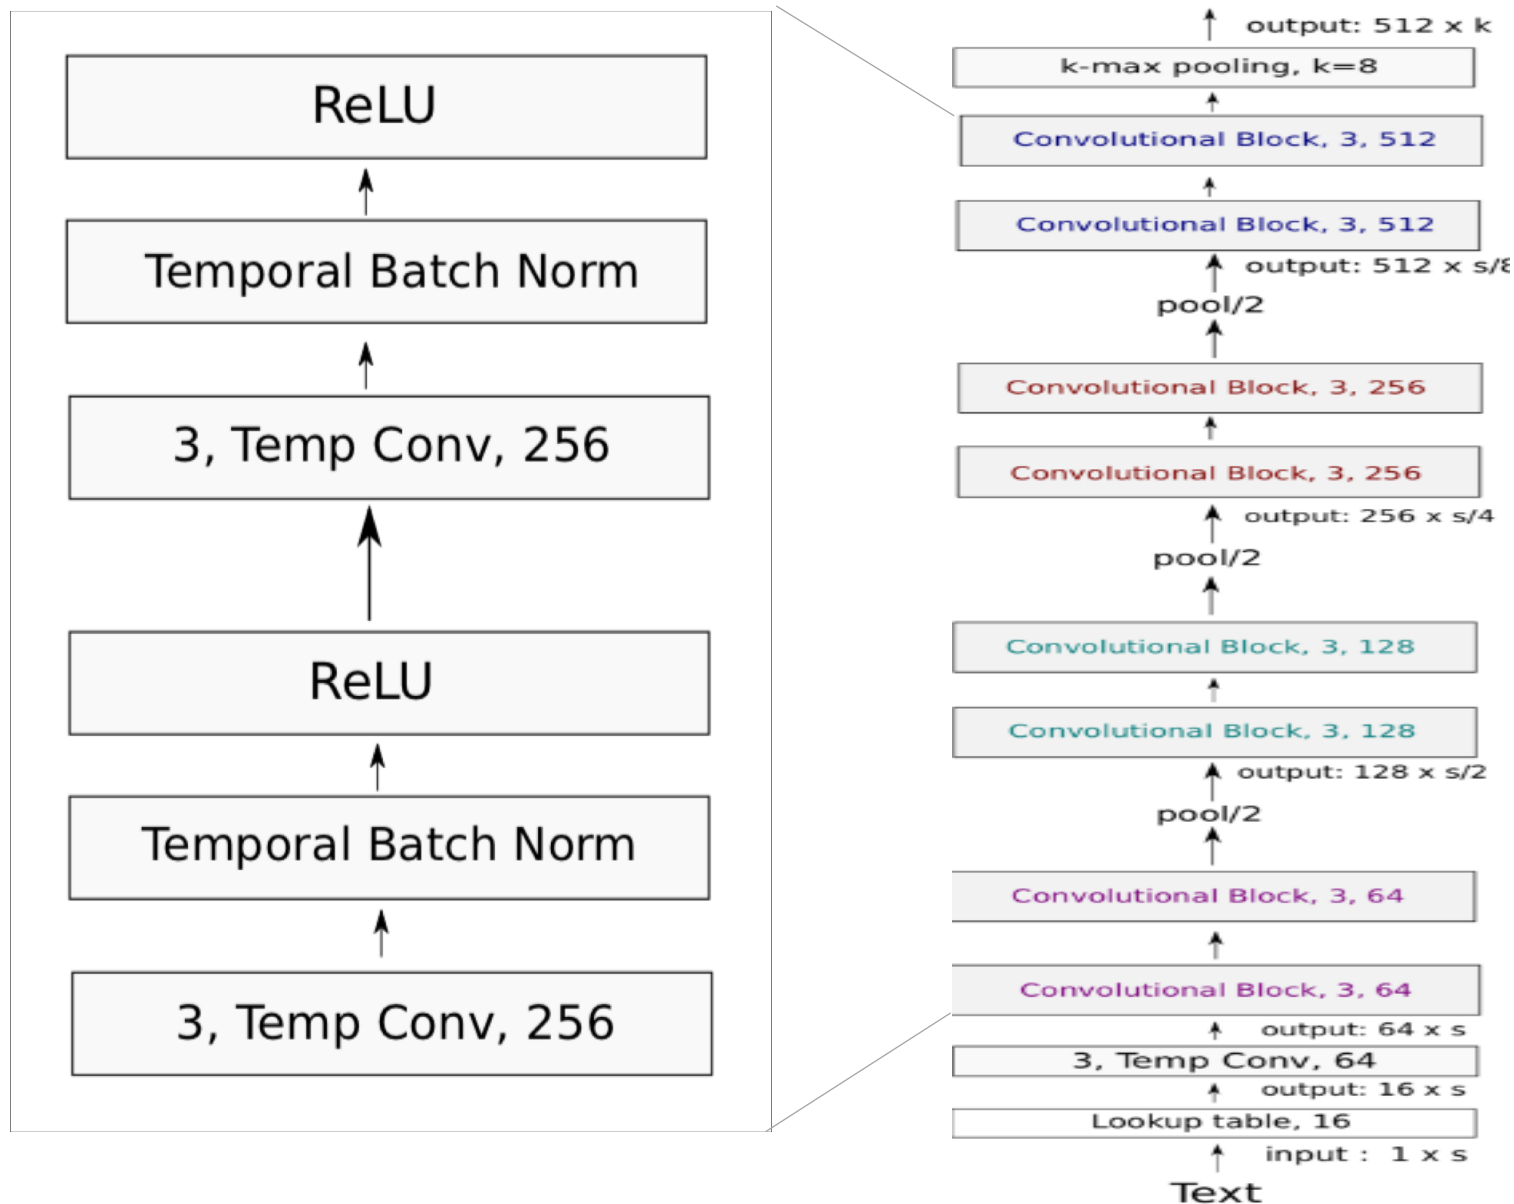 ReLU
Temporal Batch Norm
3, Temp Conv, 256
ReLU
Temporal Batch Norm
3, Temp Conv, 256
output: 512 x k
k-max pooling, k=8
Convolutional Block, 3, 512
Convolutional Block, 3, 512
output: 512 x s/8
pool/2
Convolutional Block, 3, 256
Convolutional Block, 3, 256
output: 256 x s/4
pool/2
Convolutional Block, 3, 128
Convolutional Block, 3, 128
output: 128 x s/2
pool/2
Convolutional Block, 3, 64
Convolutional Block, 3, 64
output: 64 x s
3, Temp Conv, 64
output: 16 x s
Lookup table, 16
input : 1 x s
Text